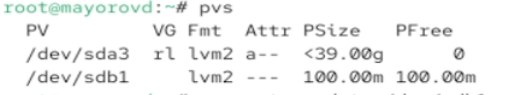 root@mayorovd:~# pvs
  PV         VG Fmt  Attr PSize   PFree
  /dev/sda3  rl lvm2 a--  <39.00g      0
  /dev/sdb1     lvm2 ---  100.00m 100.00m